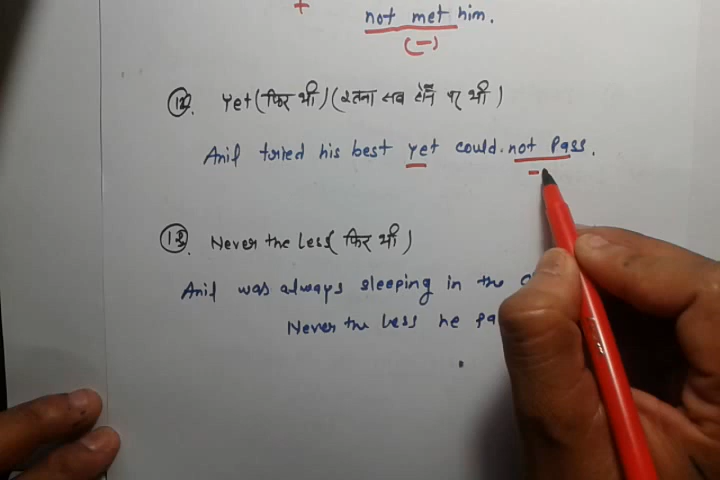 + not met him.
(-)
12. Yet (फिर भी) (इतना सब होने पर भी)
Anil tried his best yet could not pass.
-
13. Never the less (फिर भी)
Anil was always sleeping in the
Never the less he